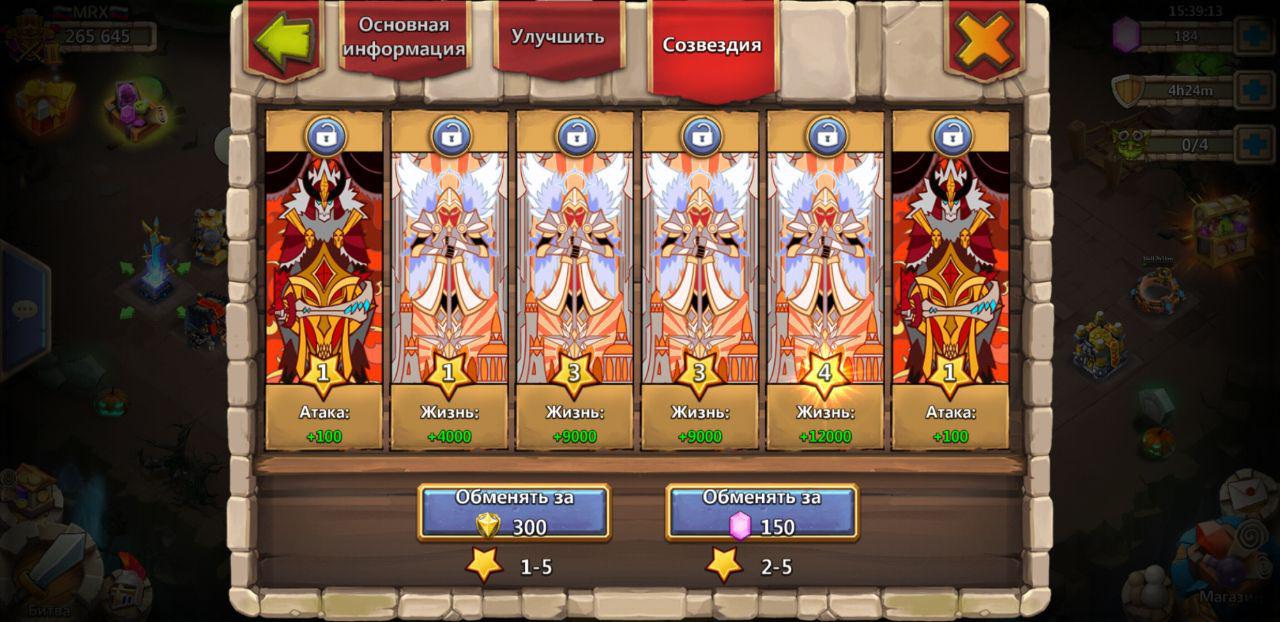 MRX
265 645
Основная
информация
Улучшить
Созвездия
15:39:13
184
4h24m
0/4
1
1
3
3
4
1
Атака:
+100
Жизнь:
+4000
Жизнь:
+9000
Жизнь:
+9000
Жизнь:
+12000
Атака:
+100
Обменять за
300
Обменять за
150
1-5
2-5
Битва
Магазин